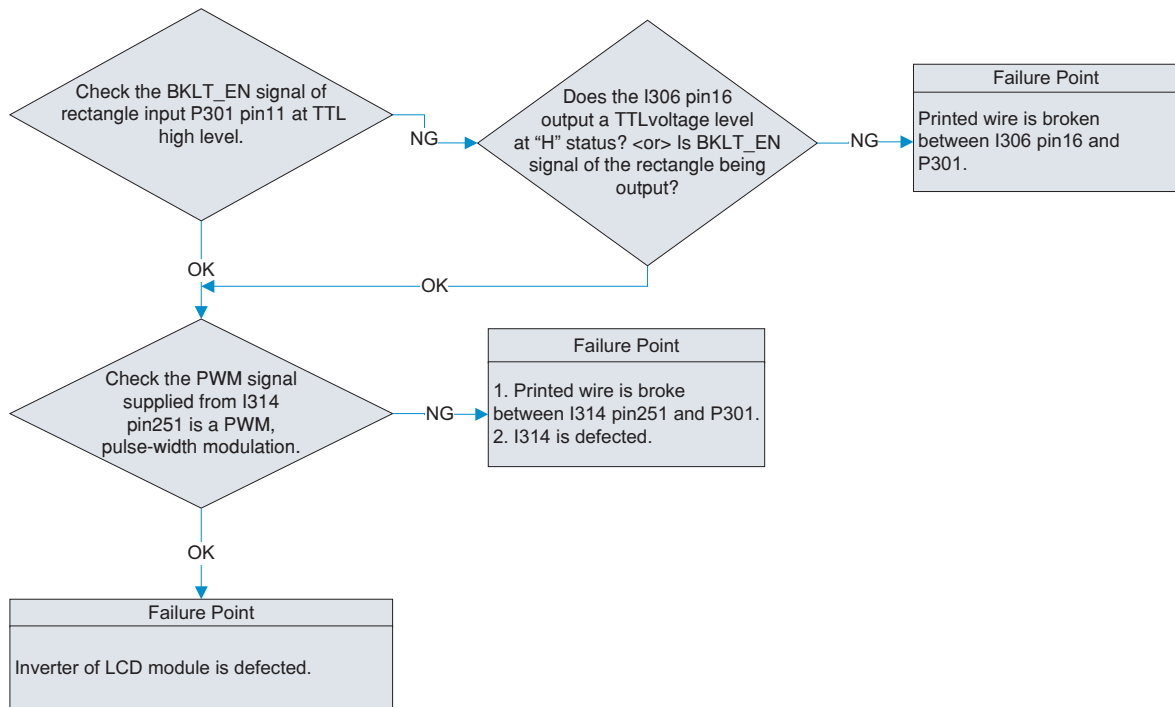 Check the BKLT_EN signal of
rectangle input P301 pin11 at TTL
high level.
NG
Does the I306 pin16
output a TTLvoltage level
at “H” status? <or> Is BKLT_EN
signal of the rectangle being
output?
NG
Failure Point
Printed wire is broken
between I306 pin16 and
P301.
OK
OK
Check the PWM signal
supplied from I314
pin251 is a PWM,
pulse-width modulation.
NG
Failure Point
1. Printed wire is broke
between I314 pin251 and P301.
2. I314 is defected.
OK
Failure Point
Inverter of LCD module is defected.